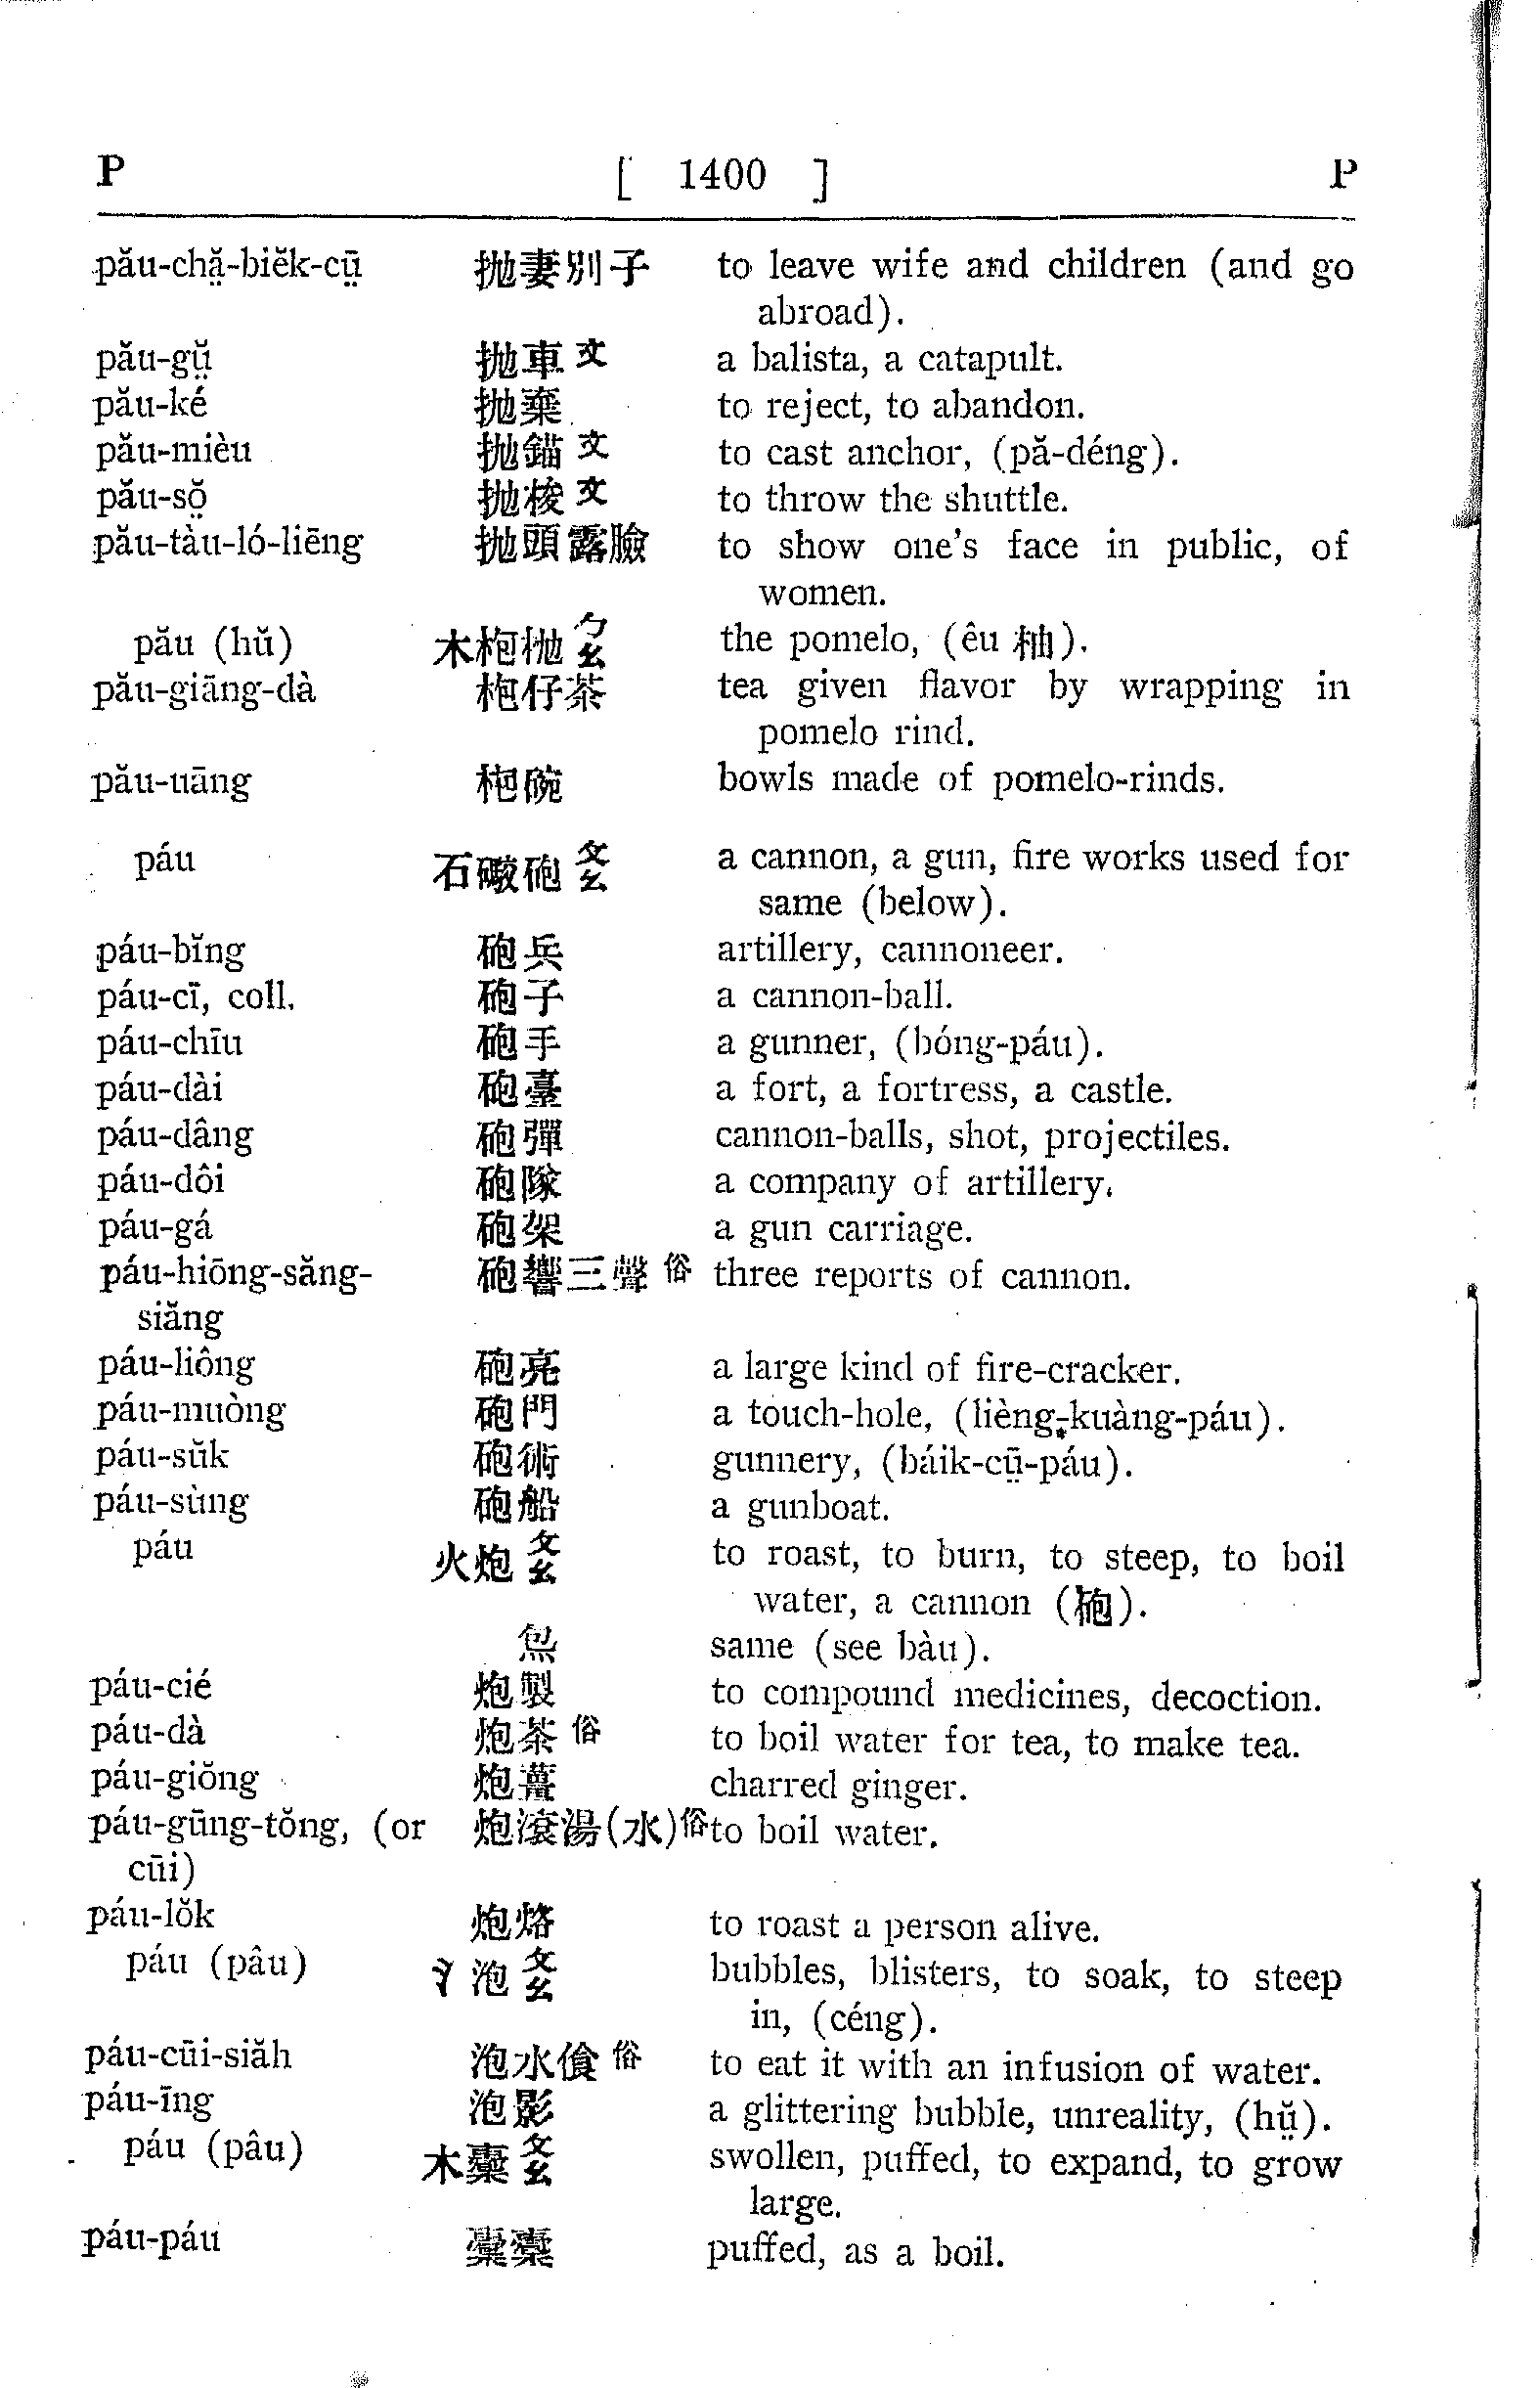 P [ 1400 ] P
pău-chă̤-biĕk-cṳ̄ 抛妻別子 to leave wife and children (and go
abroad).
pău-gṳ̆ 抛車 文 a balista, a catapult.
pău-ké 抛棄 to reject, to abandon.
pău-mièu 抛錨 文 to cast anchor, (pă-déng).
pău-sŏ̤ 抛梭 文 to throw the shuttle.
pău-tàu-ló-liēng 抛頭露臉 to show one's face in public, of
women.
pău (hŭ) 木枹㭠 ㄅㄠ the pomelo, (êu 柚).
pău-giāng-dà 枹仔茶 tea given flavor by wrapping in
pomelo rind.
pău-uāng 枹碗 bowls made of pomelo-rinds.
páu 石礮砲 ㄆㄠ a cannon, a gun, fire works used for
same (below).
páu-bĭng 砲兵 artillery, cannoneer.
páu-cī, coll. 砲子 a cannon-ball.
páu-chīu 砲手 a gunner, (bóng-páu).
páu-dài 砲臺 a fort, a fortress, a castle.
páu-dâng 砲彈 cannon-balls, shot, projectiles.
páu-dôi 砲隊 a company of artillery.
páu-gá 砲架 a gun carriage.
páu-hiōng-săng- 砲響三聲 俗 three reports of cannon.
siăng
páu-liông 砲亮 a large kind of fire-cracker.
páu-muòng 砲門 a touch-hole, (lièng-kuàng-páu).
páu-sŭk 砲術 gunnery, (báik-cṳ̄-páu).
páu-sùng 砲船 a gunboat.
páu 火炮 ㄆㄠ to roast, to burn, to steep, to boil
water, a cannon (砲).
炰 same (see bàu).
páu-cié 炮製 to compound medicines, decoction.
páu-dà 炮茶 俗 to boil water for tea, to make tea.
páu-giŏng 炮薑 charred ginger.
páu-gūng-tŏng, (or 炮滾湯(水)俗 to boil water.
cūi)
páu-lŏk 炮烙 to roast a person alive.
páu (pâu) 氵泡 ㄆㄠ bubbles, blisters, to soak, to steep
in, (céng).
páu-cūi-siăh 泡水飠 俗 to eat it with an infusion of water.
páu-īng 泡影 a glittering bubble, unreality, (hṳ̆).
páu (pâu) 木橐 ㄆㄠ swollen, puffed, to expand, to grow
large.
páu-páu puffed, as a boil.